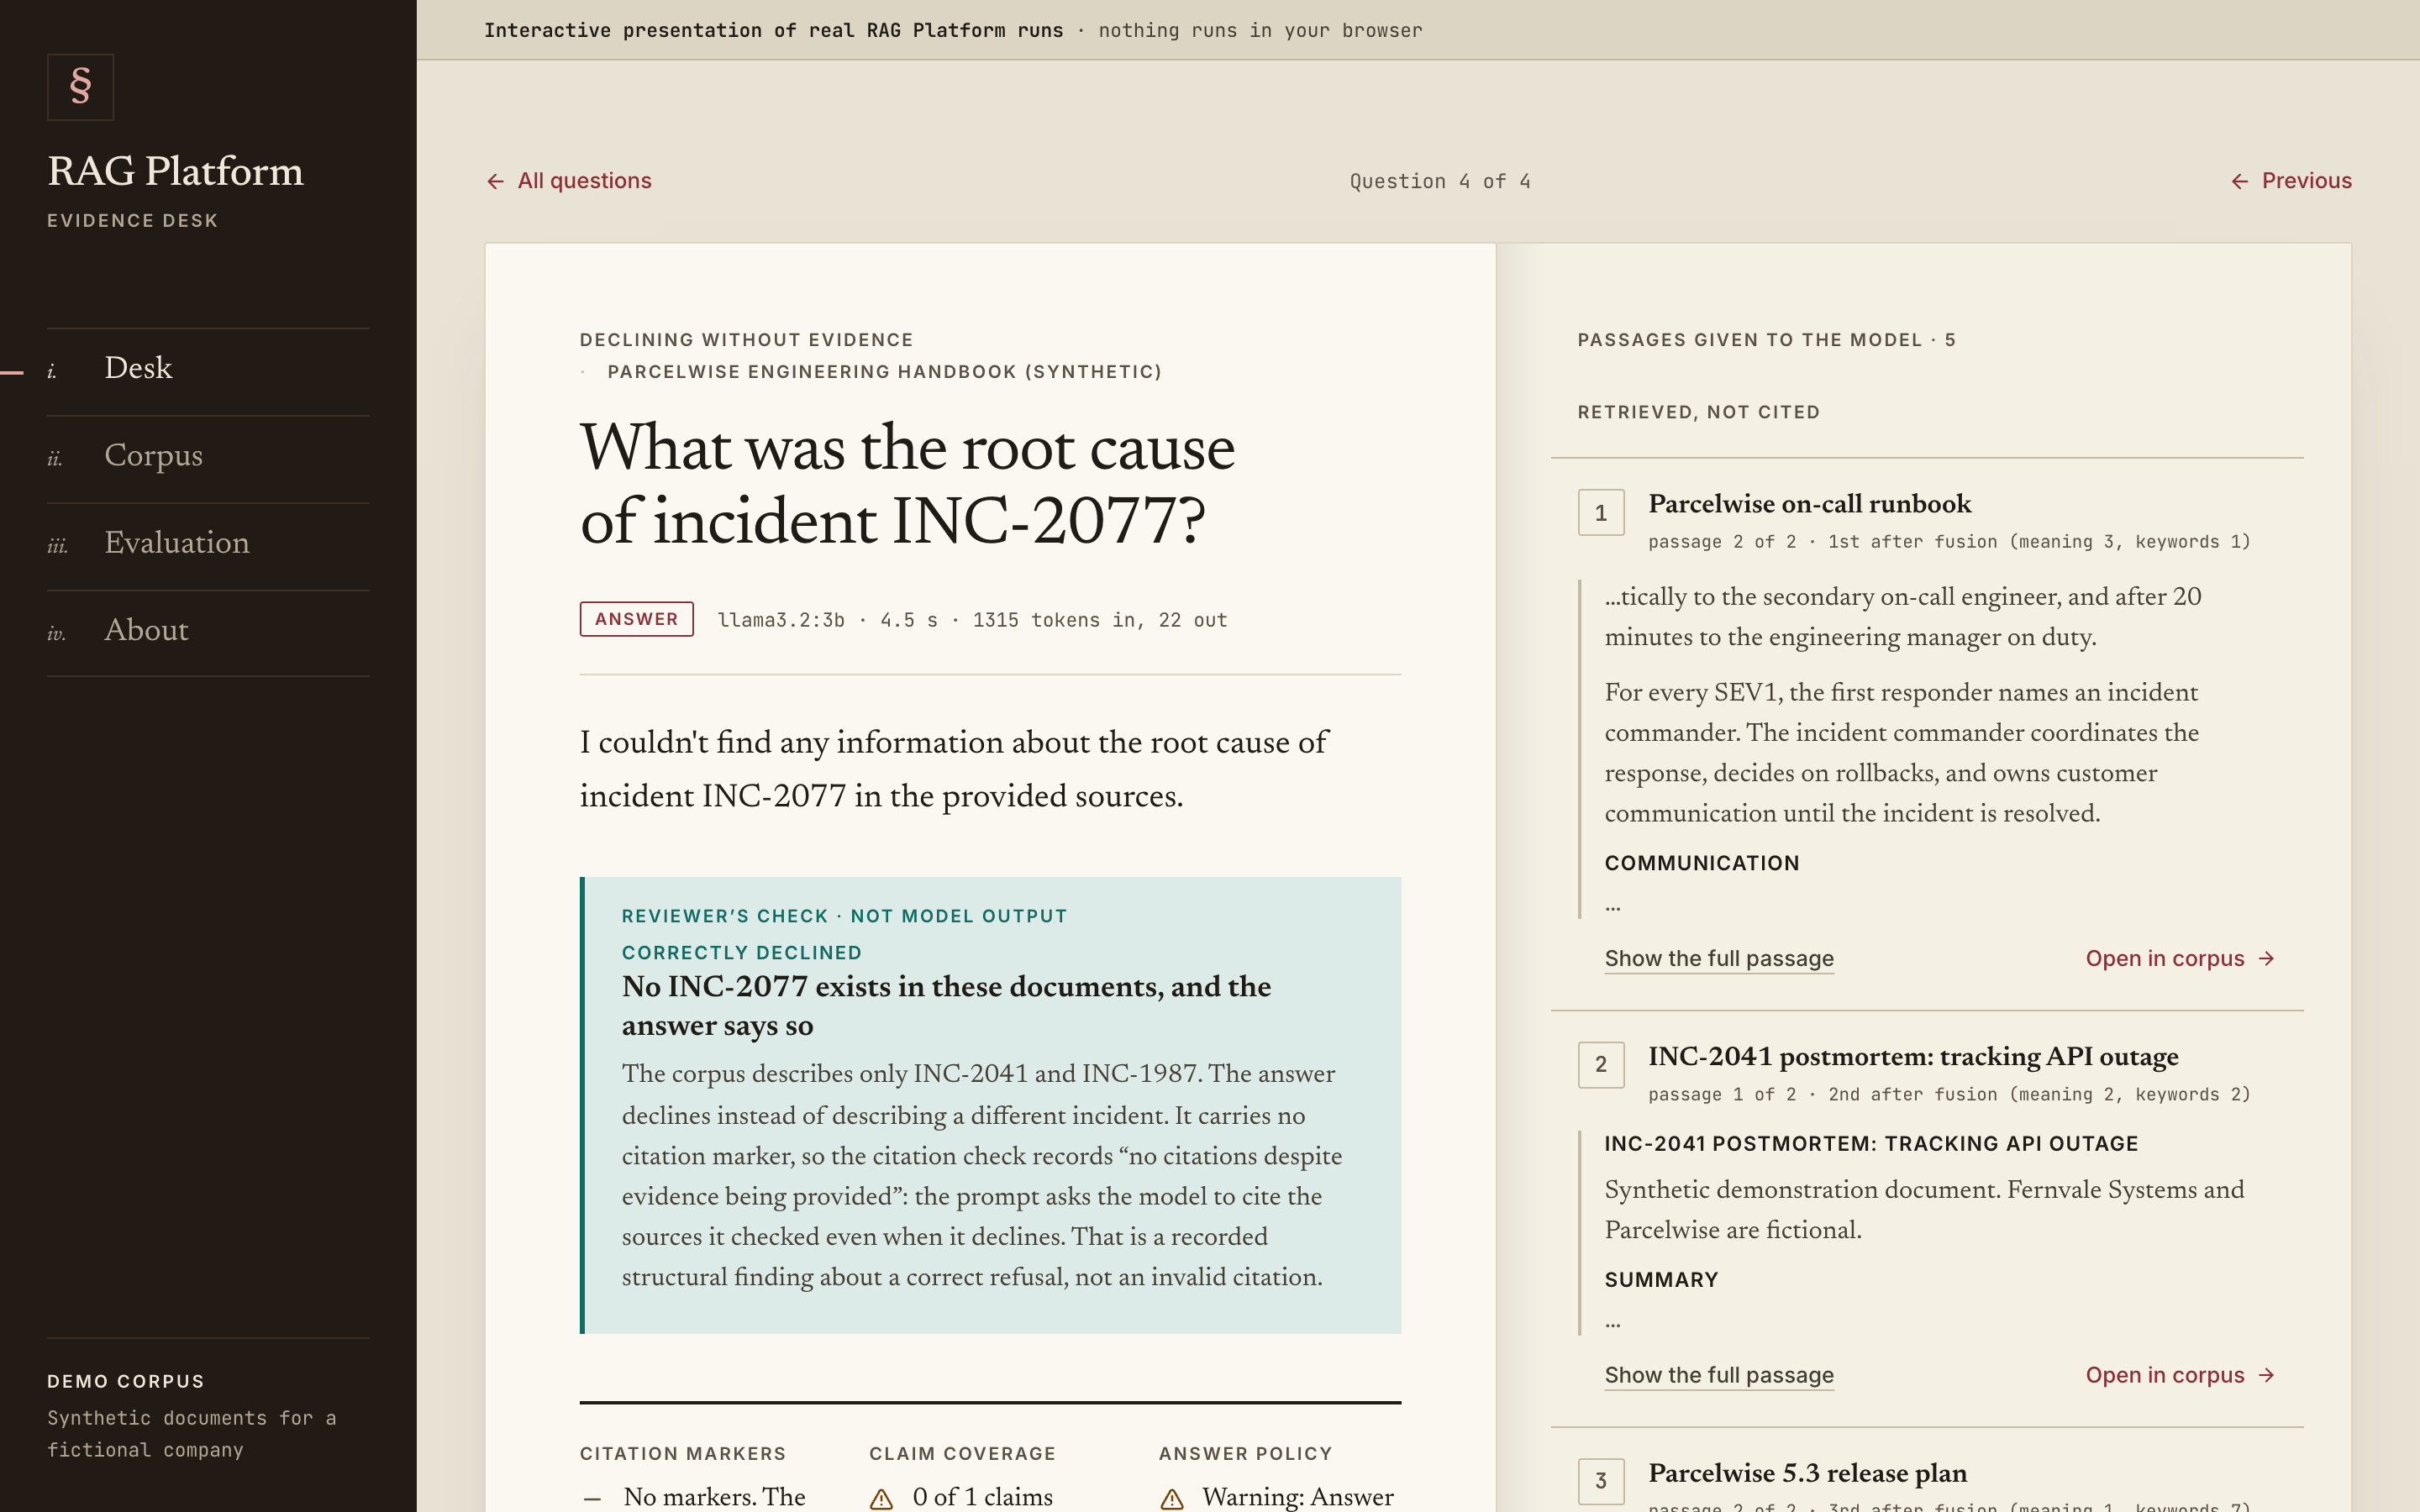 §
RAG Platform
EVIDENCE DESK
i. Desk
ii. Corpus
iii. Evaluation
iv. About
DEMO CORPUS
Synthetic documents for a
fictional company
Interactive presentation of real RAG Platform runs · nothing runs in your browser
← All questions
Question 4 of 4
← Previous
DECLINING WITHOUT EVIDENCE
· PARCELWISE ENGINEERING HANDBOOK (SYNTHETIC)
What was the root cause
of incident INC-2077?
ANSWER llama3.2:3b · 4.5 s · 1315 tokens in, 22 out
I couldn't find any information about the root cause of
incident INC-2077 in the provided sources.
REVIEWER’S CHECK · NOT MODEL OUTPUT
CORRECTLY DECLINED
No INC-2077 exists in these documents, and the
answer says so
The corpus describes only INC-2041 and INC-1987. The answer
declines instead of describing a different incident. It carries no
citation marker, so the citation check records “no citations despite
evidence being provided”: the prompt asks the model to cite the
sources it checked even when it declines. That is a recorded
structural finding about a correct refusal, not an invalid citation.
CITATION MARKERS
— No markers. The
CLAIM COVERAGE
0 of 1 claims
ANSWER POLICY
Warning: Answer
PASSAGES GIVEN TO THE MODEL · 5
RETRIEVED, NOT CITED
1 Parcelwise on-call runbook
passage 2 of 2 · 1st after fusion (meaning 3, keywords 1)
…tically to the secondary on-call engineer, and after 20
minutes to the engineering manager on duty.
For every SEV1, the first responder names an incident
commander. The incident commander coordinates the
response, decides on rollbacks, and owns customer
communication until the incident is resolved.
COMMUNICATION
…
Show the full passage
Open in corpus →
2 INC-2041 postmortem: tracking API outage
passage 1 of 2 · 2nd after fusion (meaning 2, keywords 2)
INC-2041 POSTMORTEM: TRACKING API OUTAGE
Synthetic demonstration document. Fernvale Systems and
Parcelwise are fictional.
SUMMARY
…
Show the full passage
Open in corpus →
3 Parcelwise 5.3 release plan
passage 2 of 2 · 3rd after fusion (meaning 1, keywords 7)